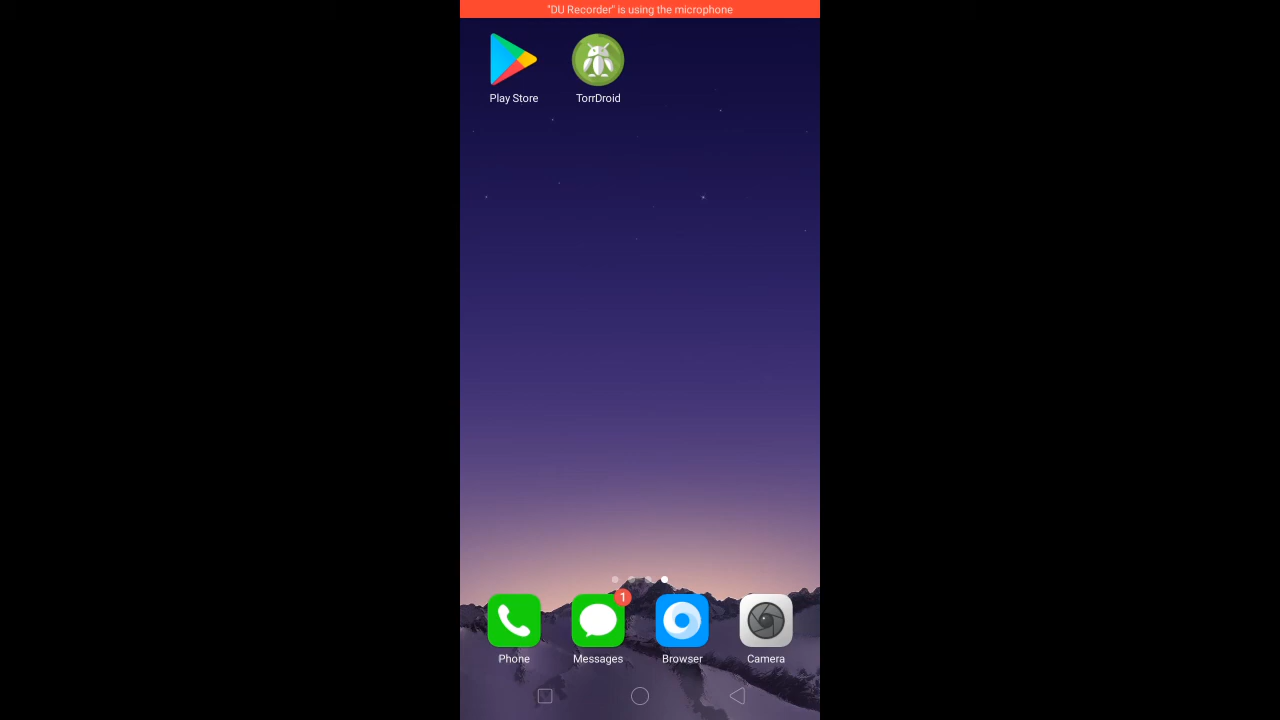 "DU Recorder" is using the microphone
Play Store
TorrDroid
1
Phone
Messages
Browser
Camera